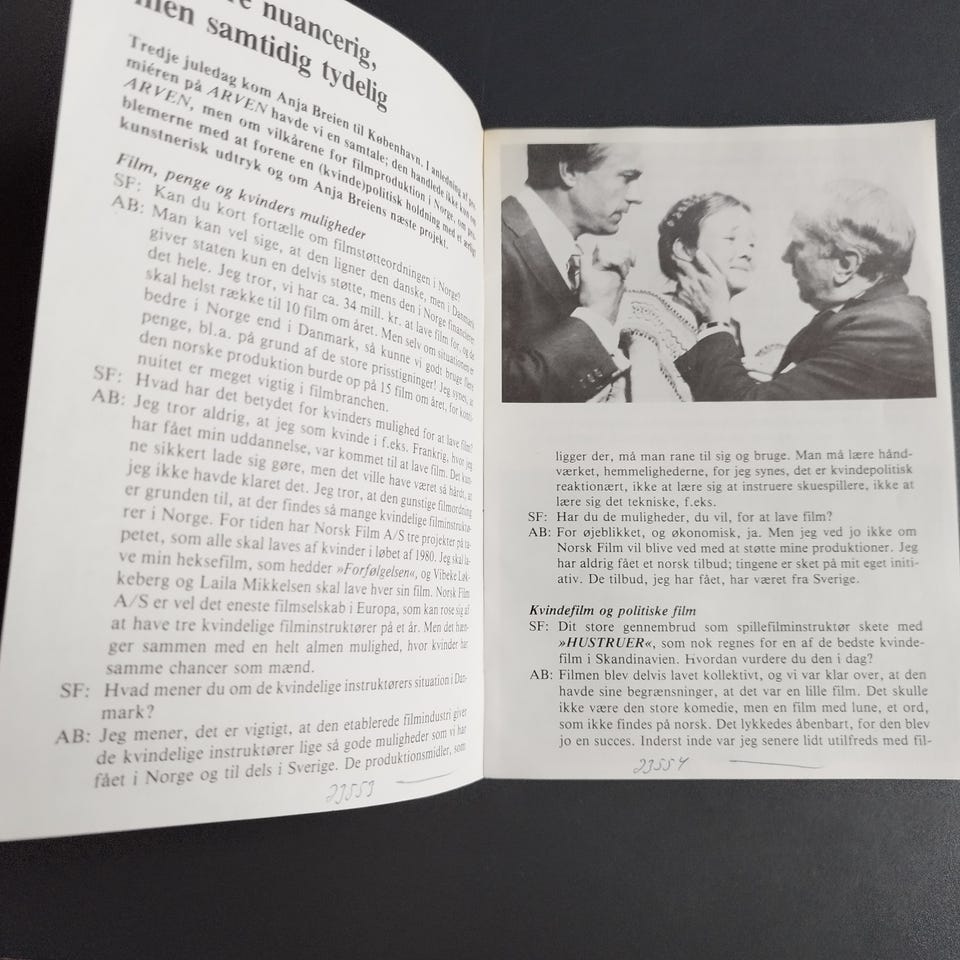 re nuancerig,
men samtidig tydelig
Tredje juledag kom Anja Breien til København. I anledning af pre-
miéren på ARVEN havde vi en samtale; den handlede ikke kun om
ARVEN, men om vilkårene for filmproduktion i Norge, om pro-
blemerne med at forene en (kvinde)politisk holdning med et ærligt
kunstnerisk udtryk og om Anja Breiens næste projekt.
Film, penge og kvinders muligheder
SF: Kan du kort fortælle om filmstøtteordningen i Norge?
AB: Man kan vel sige, at den ligner den danske, men i Danmark
giver staten kun en delvis støtte, mens den i Norge financierer
det hele. Jeg tror, vi har ca. 34 mill. kr. at lave film for, og de
skal helst række til 10 film om året. Men selv om situationen er
bedre i Norge end i Danmark, så kunne vi godt bruge flere
penge, bl.a. på grund af de store prisstigninger! Jeg synes, at
den norske produktion burde op på 15 film om året, for konti-
nuitet er meget vigtig i filmbranchen.
SF: Hvad har det betydet for kvinders mulighed for at lave film?
AB: Jeg tror aldrig, at jeg som kvinde i f.eks. Frankrig, hvor jeg
har fået min uddannelse, var kommet til at lave film. Det kun-
ne sikkert lade sig gøre, men det ville have været så hårdt, at
jeg ikke havde klaret det. Jeg tror, at den gunstige filmordning
er grunden til, at der findes så mange kvindelige filminstruktø-
rer i Norge. For tiden har Norsk Film A/S tre projekter på ta-
petet, som alle skal laves af kvinder i løbet af 1980. Jeg skal la-
ve min heksefilm, som hedder »Forfølgelsen«, og Vibeke Løk-
keberg og Laila Mikkelsen skal lave hver sin film. Norsk Film
A/S er vel det eneste filmselskab i Europa, som kan rose sig af
at have tre kvindelige filminstruktører på et år. Men det hæn-
ger sammen med en helt almen mulighed, hvor kvinder har
samme chancer som mænd.
SF: Hvad mener du om de kvindelige instruktørers situation i Dan-
mark?
AB: Jeg mener, det er vigtigt, at den etablerede filmindustri giver
de kvindelige instruktører lige så gode muligheder som vi har
fået i Norge og til dels i Sverige. De produktionsmidler, som
23553
ligger der, må man rane til sig og bruge. Man må lære hånd-
værket, hemmelighederne, for jeg synes, det er kvindepolitisk
reaktionært, ikke at lære sig at instruere skuespillere, ikke at
lære sig det tekniske, f.eks.
SF: Har du de muligheder, du vil, for at lave film?
AB: For øjeblikket, og økonomisk, ja. Men jeg ved jo ikke om
Norsk Film vil blive ved med at støtte mine produktioner. Jeg
har aldrig fået et norsk tilbud; tingene er sket på mit eget initi-
ativ. De tilbud, jeg har fået, har været fra Sverige.
Kvindefilm og politiske film
SF: Dit store gennembrud som spillefilminstruktør skete med
»HUSTRUER«, som nok regnes for en af de bedste kvinde-
film i Skandinavien. Hvordan vurdere du den i dag?
AB: Filmen blev delvis lavet kollektivt, og vi var klar over, at den
havde sine begrænsninger, at det var en lille film. Det skulle
ikke være den store komedie, men en film med lune, et ord,
som ikke findes på norsk. Det lykkedes åbenbart, for den blev
jo en succes. Inderst inde var jeg senere lidt utilfreds med fil-
23554